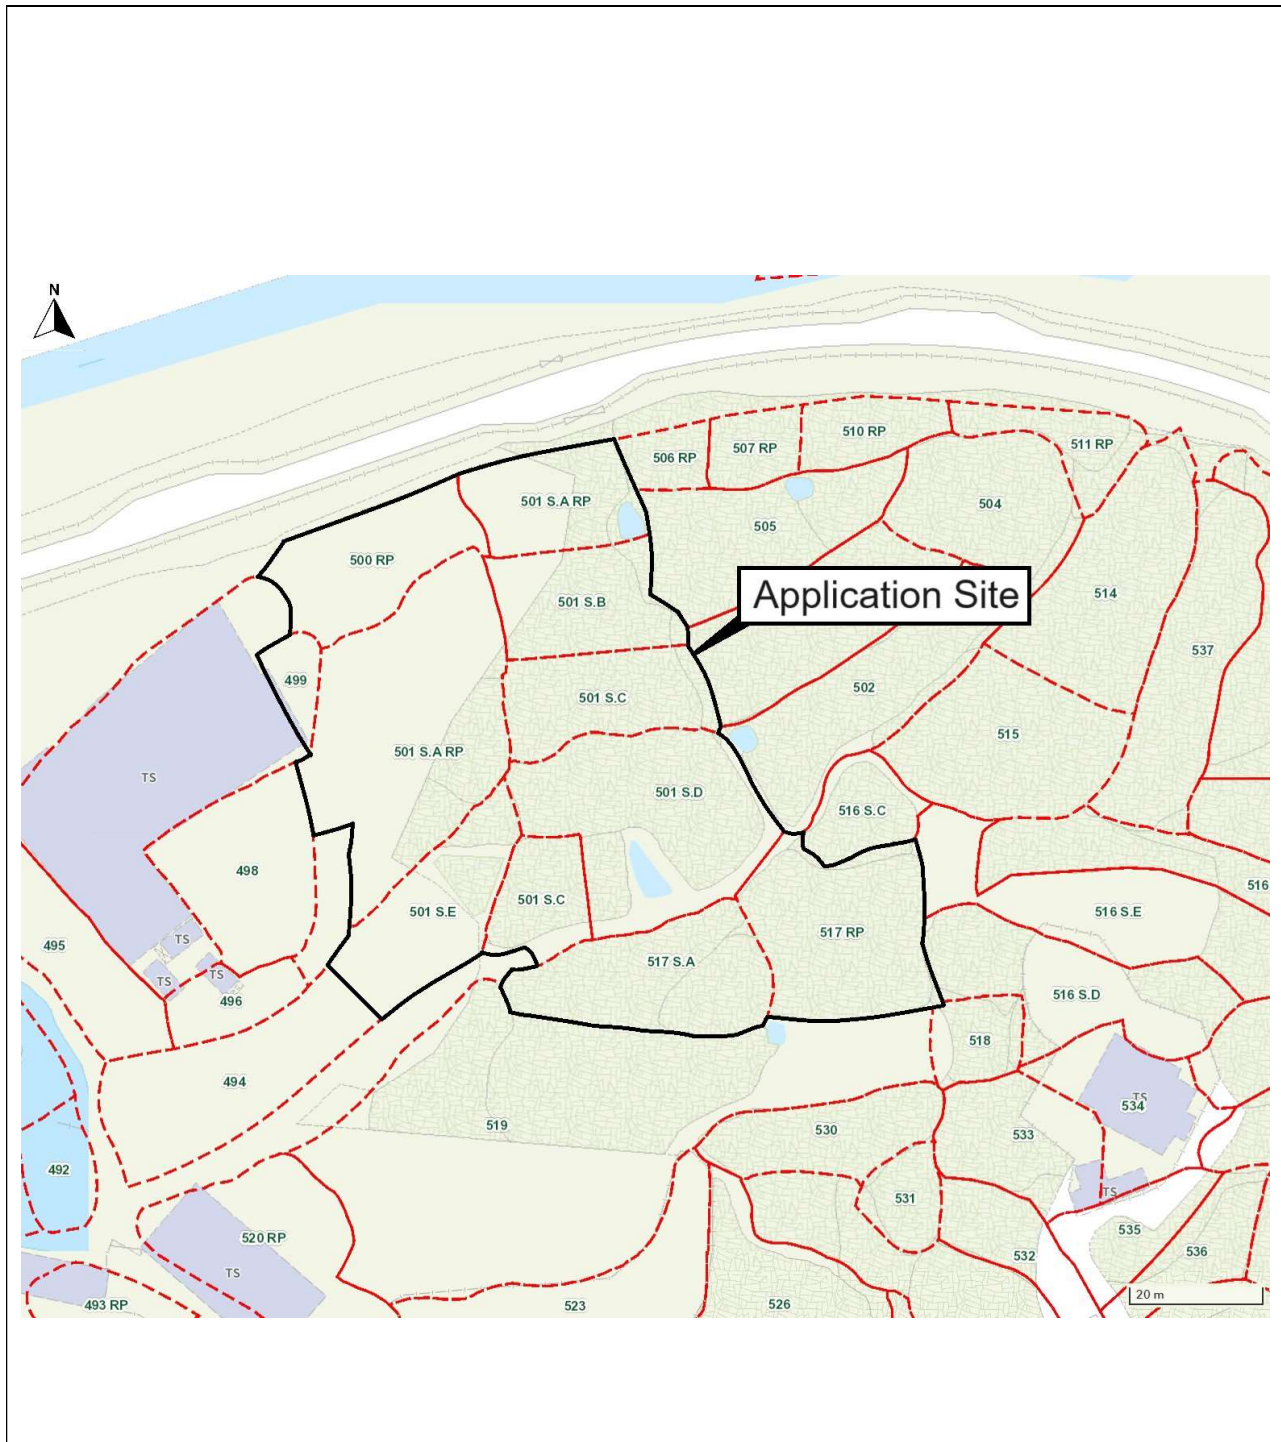 N
506 RP
507 RP
510 RP
511 RP
501 S.A RP
504
505
500 RP
501 S.B
Application Site
514
537
499
501 S.C
502
515
501 S.A RP
TS
501 S.D
516 S.C
498
516
501 S.C
501 S.E
516 S.E
517 RP
495
TS
517 S.A
TS
TS
516 S.D
496
518
494
TS
534
519
530
533
492
TS
531
535
520 RP
532
536
TS
20 m
493 RP
523
526